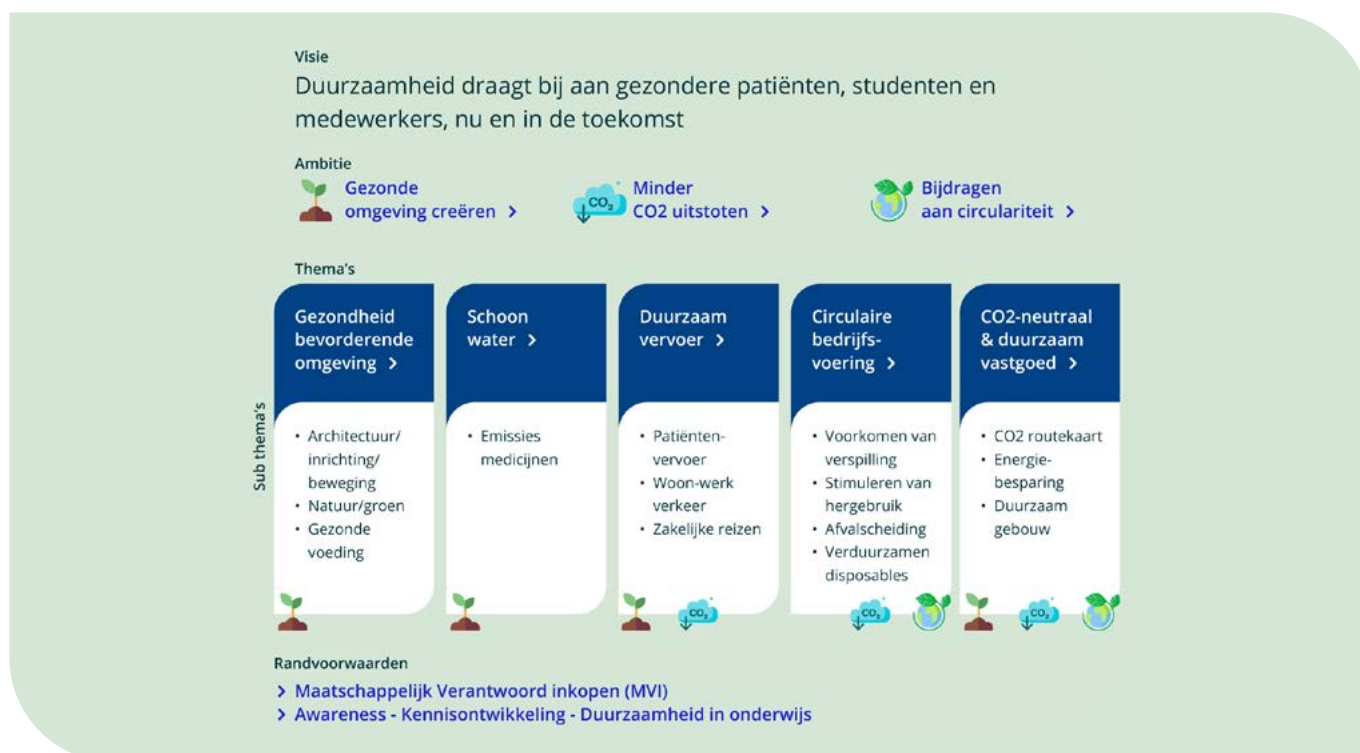 Visie
Duurzaamheid draagt bij aan gezondere patiënten, studenten en
medewerkers, nu en in de toekomst
Ambitie
Gezonde
omgeving creëren >
CO₂
Minder
CO2 uitstoten >
Bijdragen
aan circulariteit >
Thema's
Sub thema's
Gezondheid
bevorderende
omgeving >
• Architectuur/
inrichting/
beweging
• Natuur/groen
• Gezonde
voeding
Schoon
water >
• Emissies
medicijnen
Duurzaam
vervoer >
• Patiënten-
vervoer
• Woon-werk
verkeer
• Zakelijke reizen
CO₂
Circulaire
bedrijfs-
voering >
• Voorkomen van
verspilling
• Stimuleren van
hergebruik
• Afvalscheiding
• Verduurzamen
disposables
CO₂
CO2-neutraal
& duurzaam
vastgoed >
• CO2 routekaart
• Energie-
besparing
• Duurzaam
gebouw
CO₂
Randvoorwaarden
> Maatschappelijk Verantwoord inkopen (MVI)
> Awareness - Kennisontwikkeling - Duurzaamheid in onderwijs